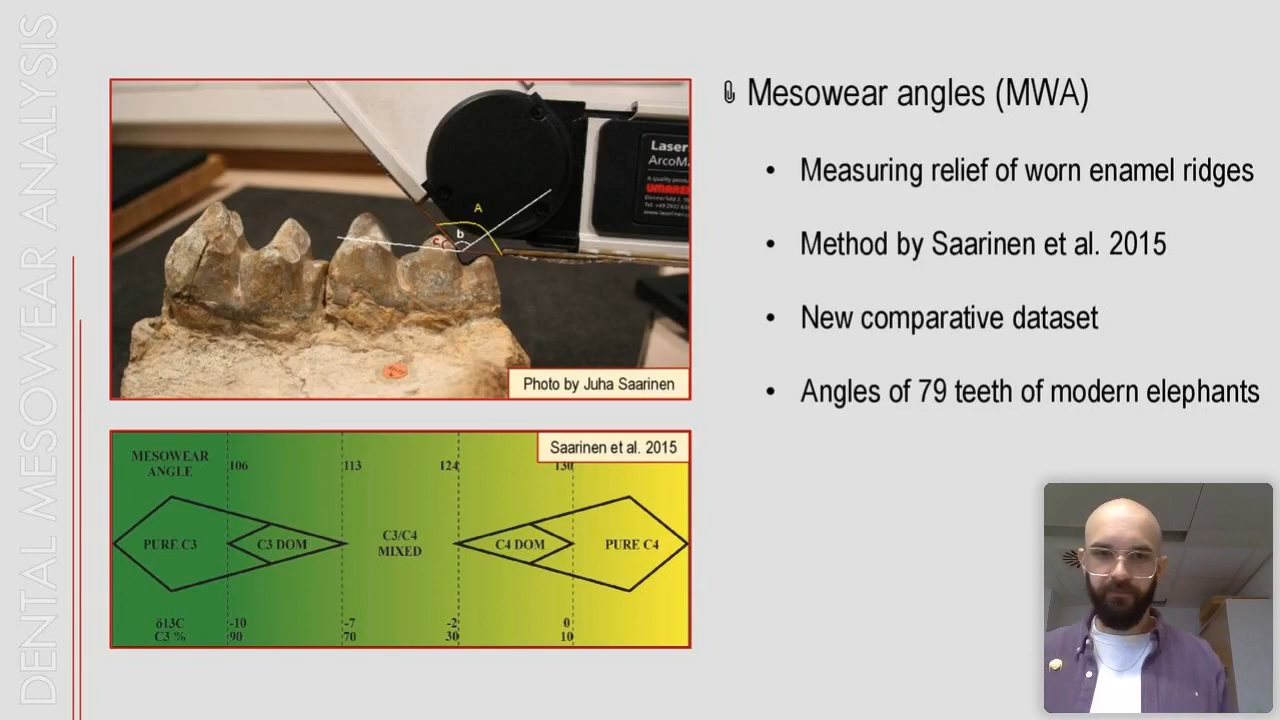 DENTAL MESOWEAR ANALYSIS
Mesowear angles (MWA)
• Measuring relief of worn enamel ridges
• Method by Saarinen et al. 2015
• New comparative dataset
• Angles of 79 teeth of modern elephants
Laser
A
b
c
Photo by Juha Saarinen
Saarinen et al. 2015
MESOWEAR
ANGLE
106 113 124 130
PURE C3 C3 DOM C3/C4
MIXED C4 DOM PURE C4
δ13C -10 -7 -2 0
C3 % 90 70 30 10